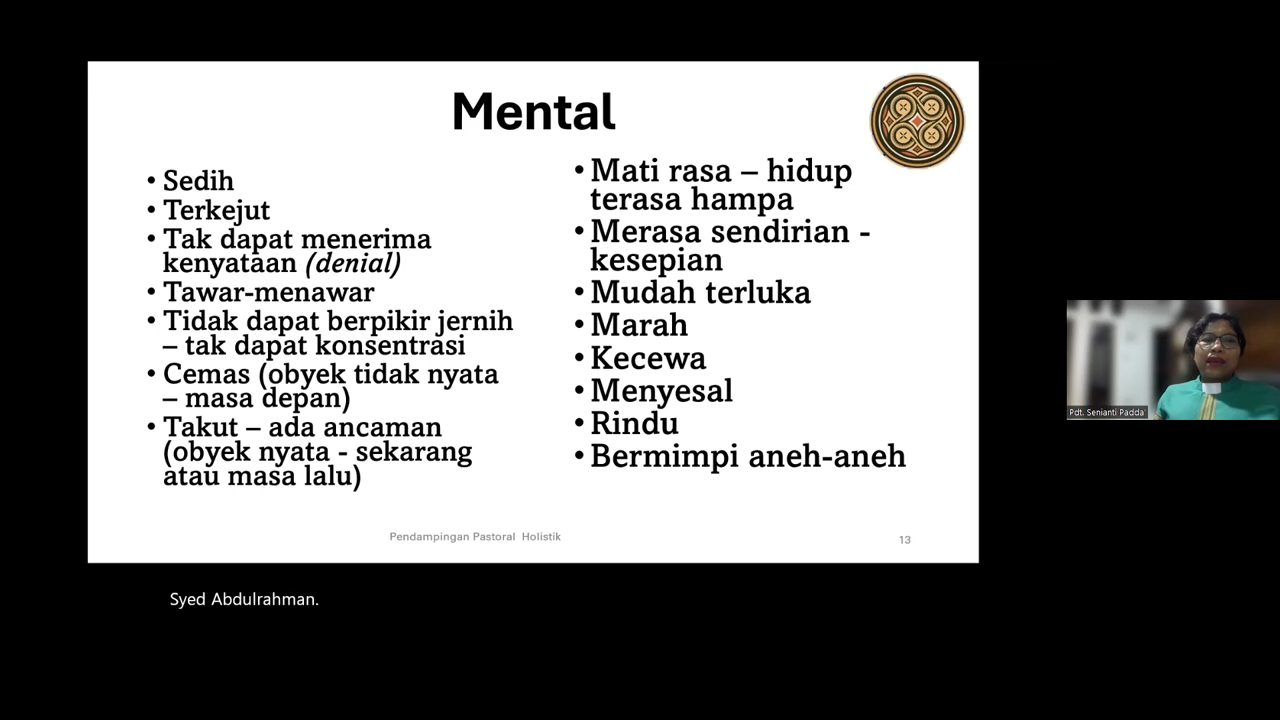 Mental
• Sedih
• Terkejut
• Tak dapat menerima
kenyataan (denial)
• Tawar-menawar
• Tidak dapat berpikir jernih
– tak dapat konsentrasi
• Cemas (obyek tidak nyata
– masa depan)
• Takut – ada ancaman
(obyek nyata - sekarang
atau masa lalu)
• Mati rasa – hidup
terasa hampa
• Merasa sendirian -
kesepian
• Mudah terluka
• Marah
• Kecewa
• Menyesal
• Rindu
• Bermimpi aneh-aneh
Pendampingan Pastoral Holistik
13
Pdt. Senianti Padda'
Syed Abdulrahman.